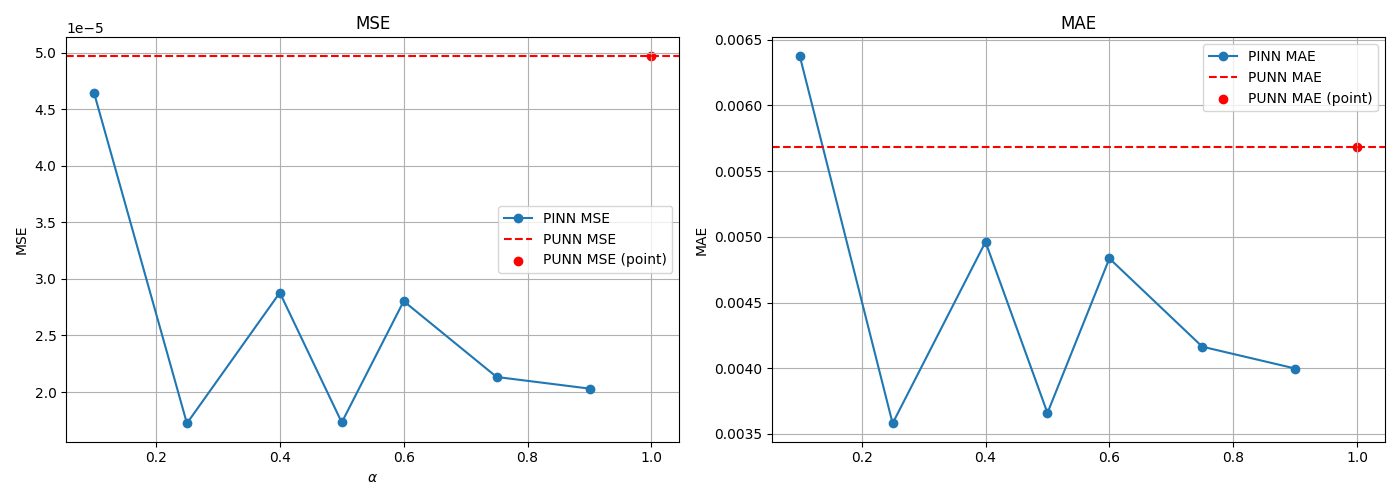 MSE
1e−5
5.0
4.5
4.0
3.5
3.0
2.5
2.0
MSE
0.2 0.4 0.6 0.8 1.0
α
PINN MSE
PUNN MSE
PUNN MSE (point)
MAE
0.0065
0.0060
0.0055
0.0050
0.0045
0.0040
0.0035
MAE
0.2 0.4 0.6 0.8 1.0
PINN MAE
PUNN MAE
PUNN MAE (point)